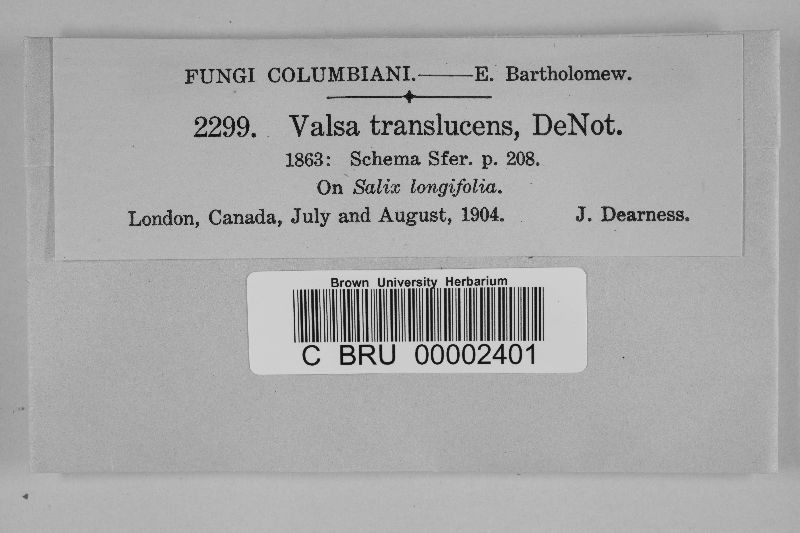 FUNGI COLUMBIANI.——E. Bartholomew.
2299. Valsa translucens, DeNot.
1863: Schema Sfer. p. 208.
On Salix longifolia.
London, Canada, July and August, 1904. J. Dearness.
Brown University Herbarium
C BRU 00002401